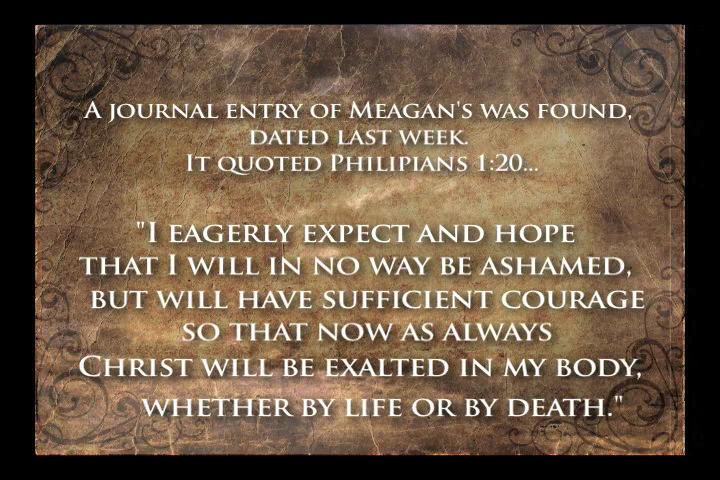 A journal entry of Meagan's was found,
dated last week.
It quoted Philipians 1:20...
"I eagerly expect and hope
that I will in no way be ashamed,
but will have sufficient courage
so that now as always
Christ will be exalted in my body,
whether by life or by death."